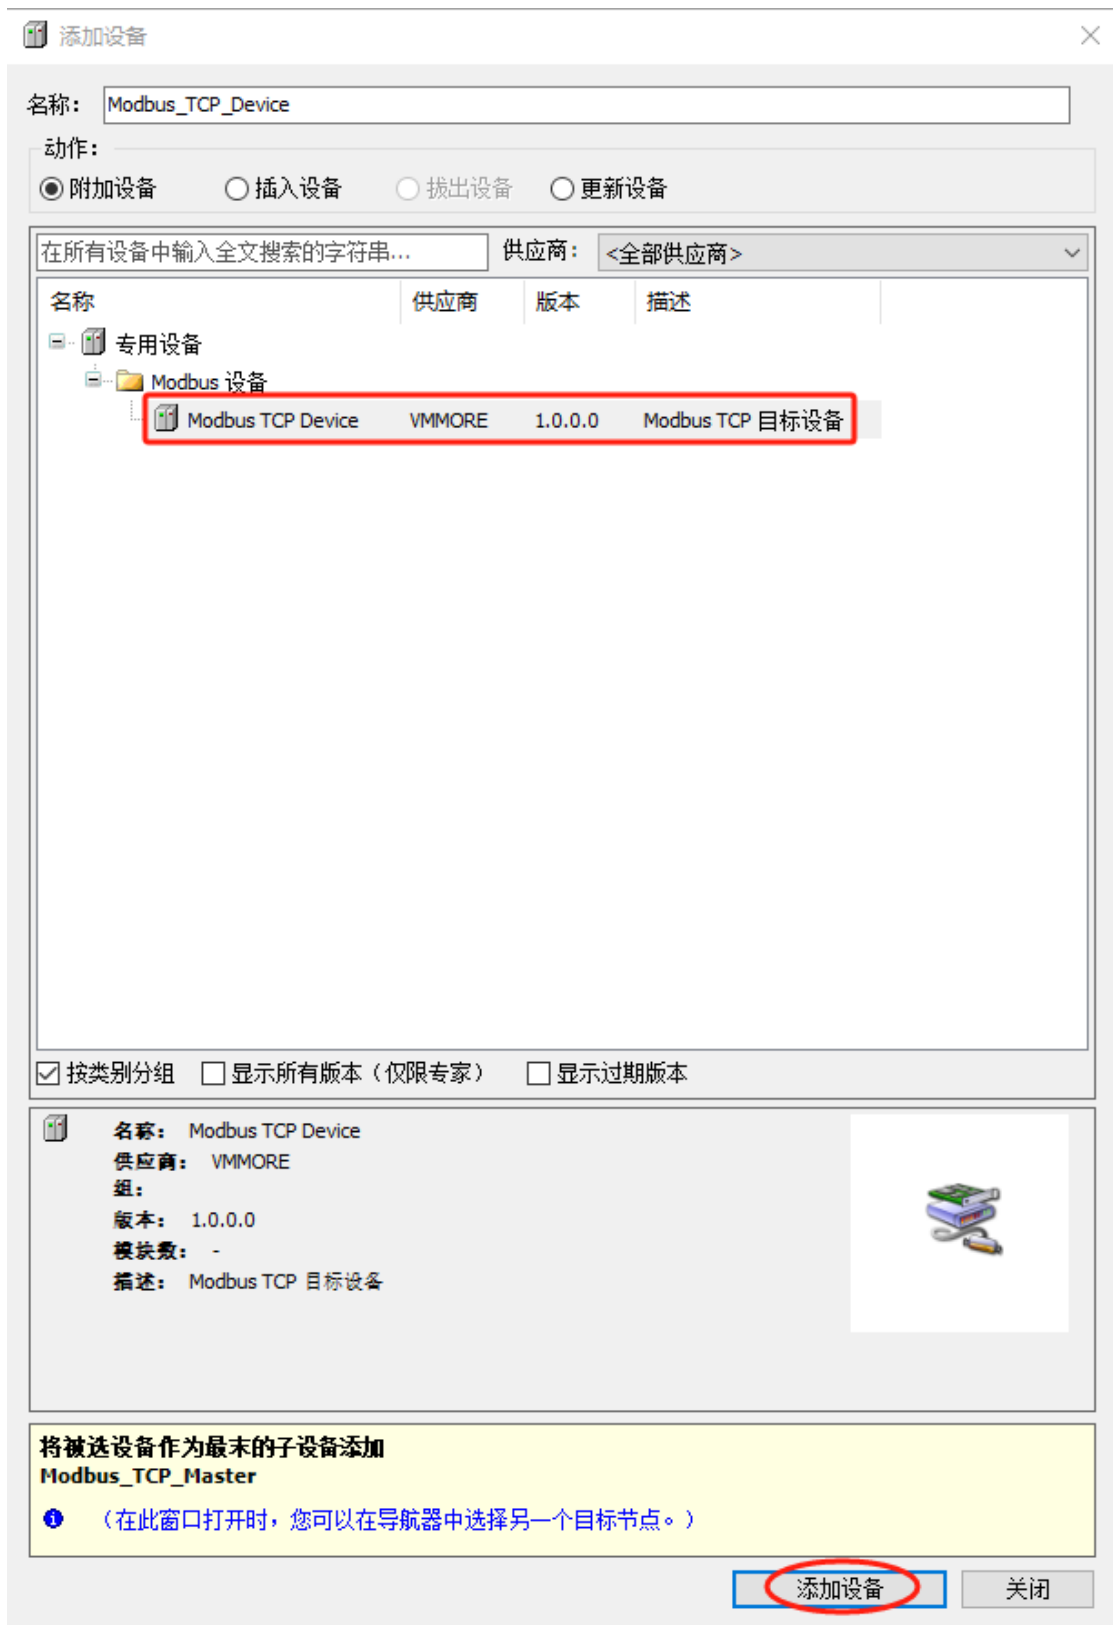 添加设备
名称： Modbus_TCP_Device
动作：
附加设备 插入设备 拔出设备 更新设备
在所有设备中输入全文搜索的字符串... 供应商： <全部供应商>
名称 供应商 版本 描述
专用设备
Modbus 设备
Modbus TCP Device VMMORE 1.0.0.0 Modbus TCP 目标设备
按类别分组 显示所有版本（仅限专家） 显示过期版本
名称： Modbus TCP Device
供应商： VMMORE
组：
版本： 1.0.0.0
模块数： -
描述： Modbus TCP 目标设备
将被选设备作为最末的子设备添加
Modbus_TCP_Master
（在此窗口打开时，您可以在导航器中选择另一个目标节点。）
添加设备 关闭